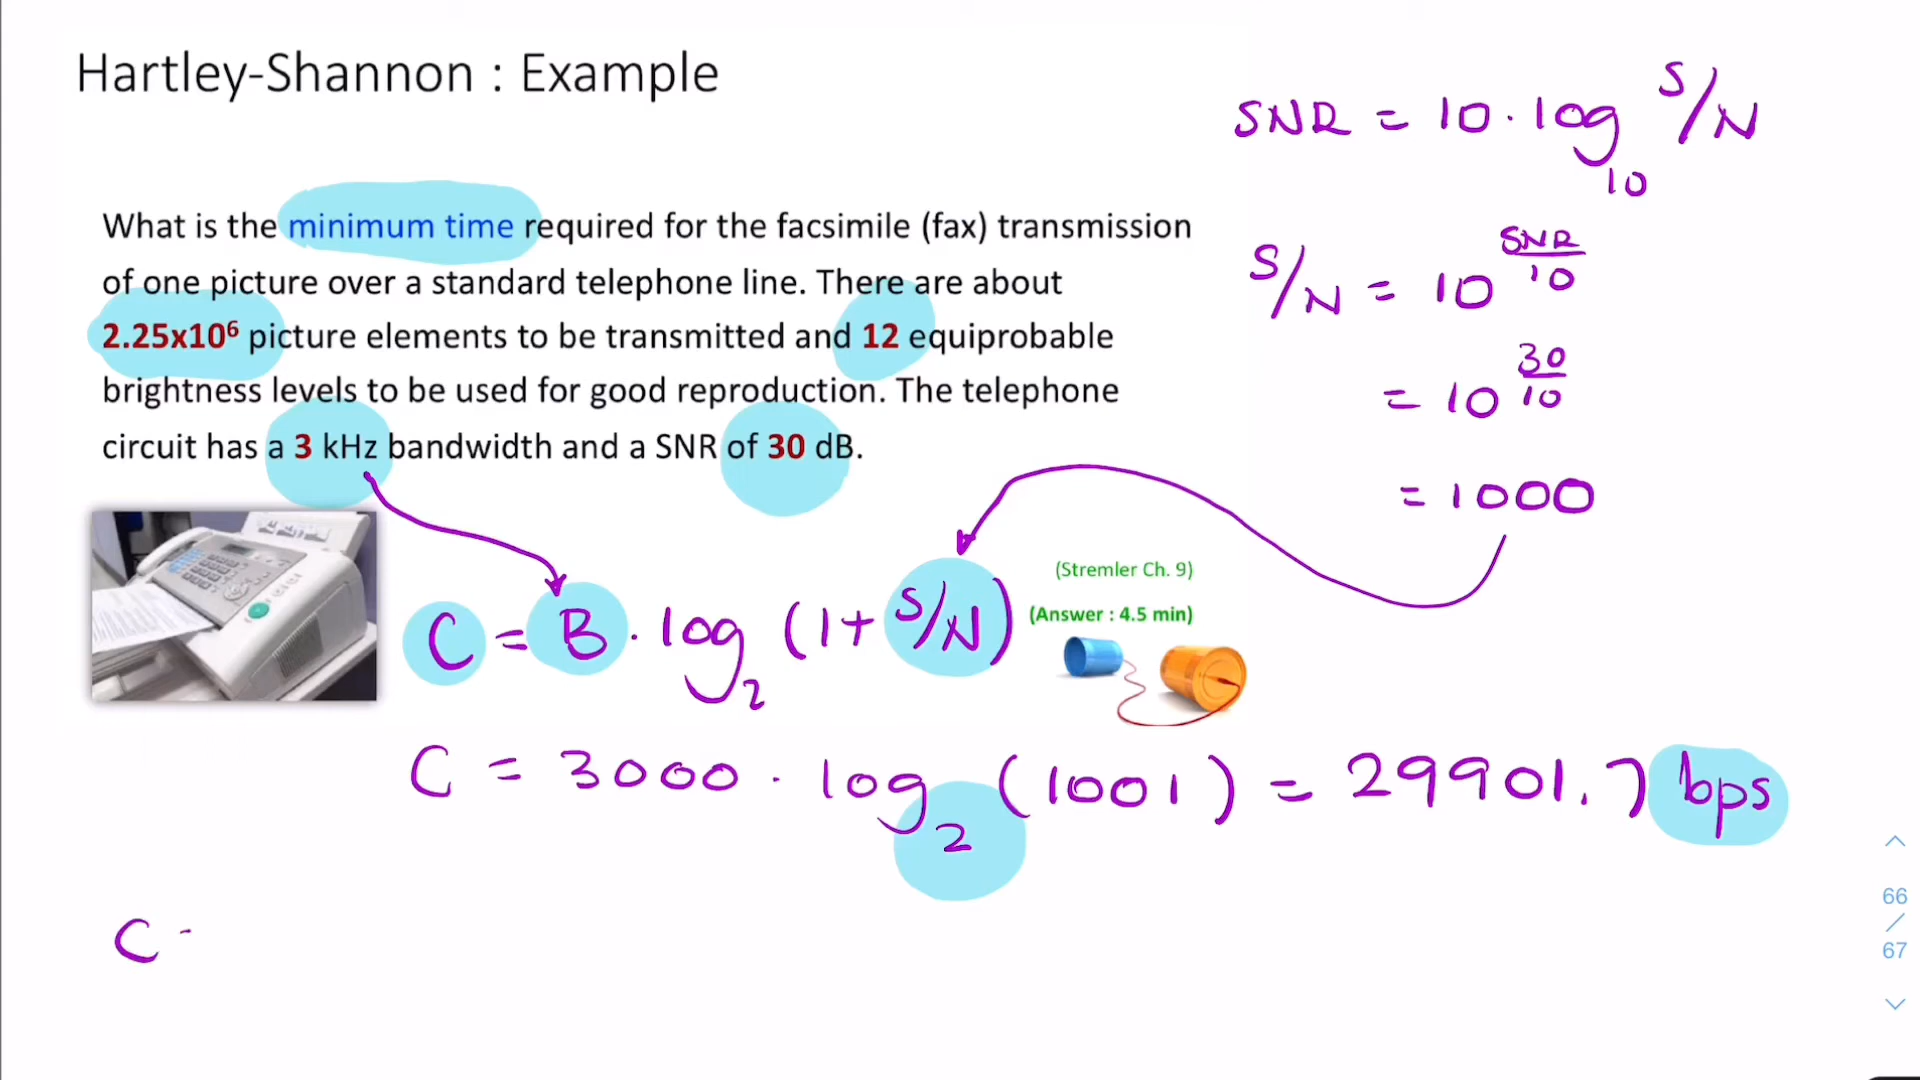 Hartley-Shannon : Example
SNR = 10 · log₁₀ S/N
What is the minimum time required for the facsimile (fax) transmission
of one picture over a standard telephone line. There are about
2.25x10⁶ picture elements to be transmitted and 12 equiprobable
brightness levels to be used for good reproduction. The telephone
circuit has a 3 kHz bandwidth and a SNR of 30 dB.
S/N = 10^(SNR/10)
= 10^(30/10)
= 1000
(Stremler Ch. 9)
(Answer : 4.5 min)
C = B · log₂ (1 + S/N)
C = 3000 · log₂ (1001) = 29901.7 bps
C -
66
/
67